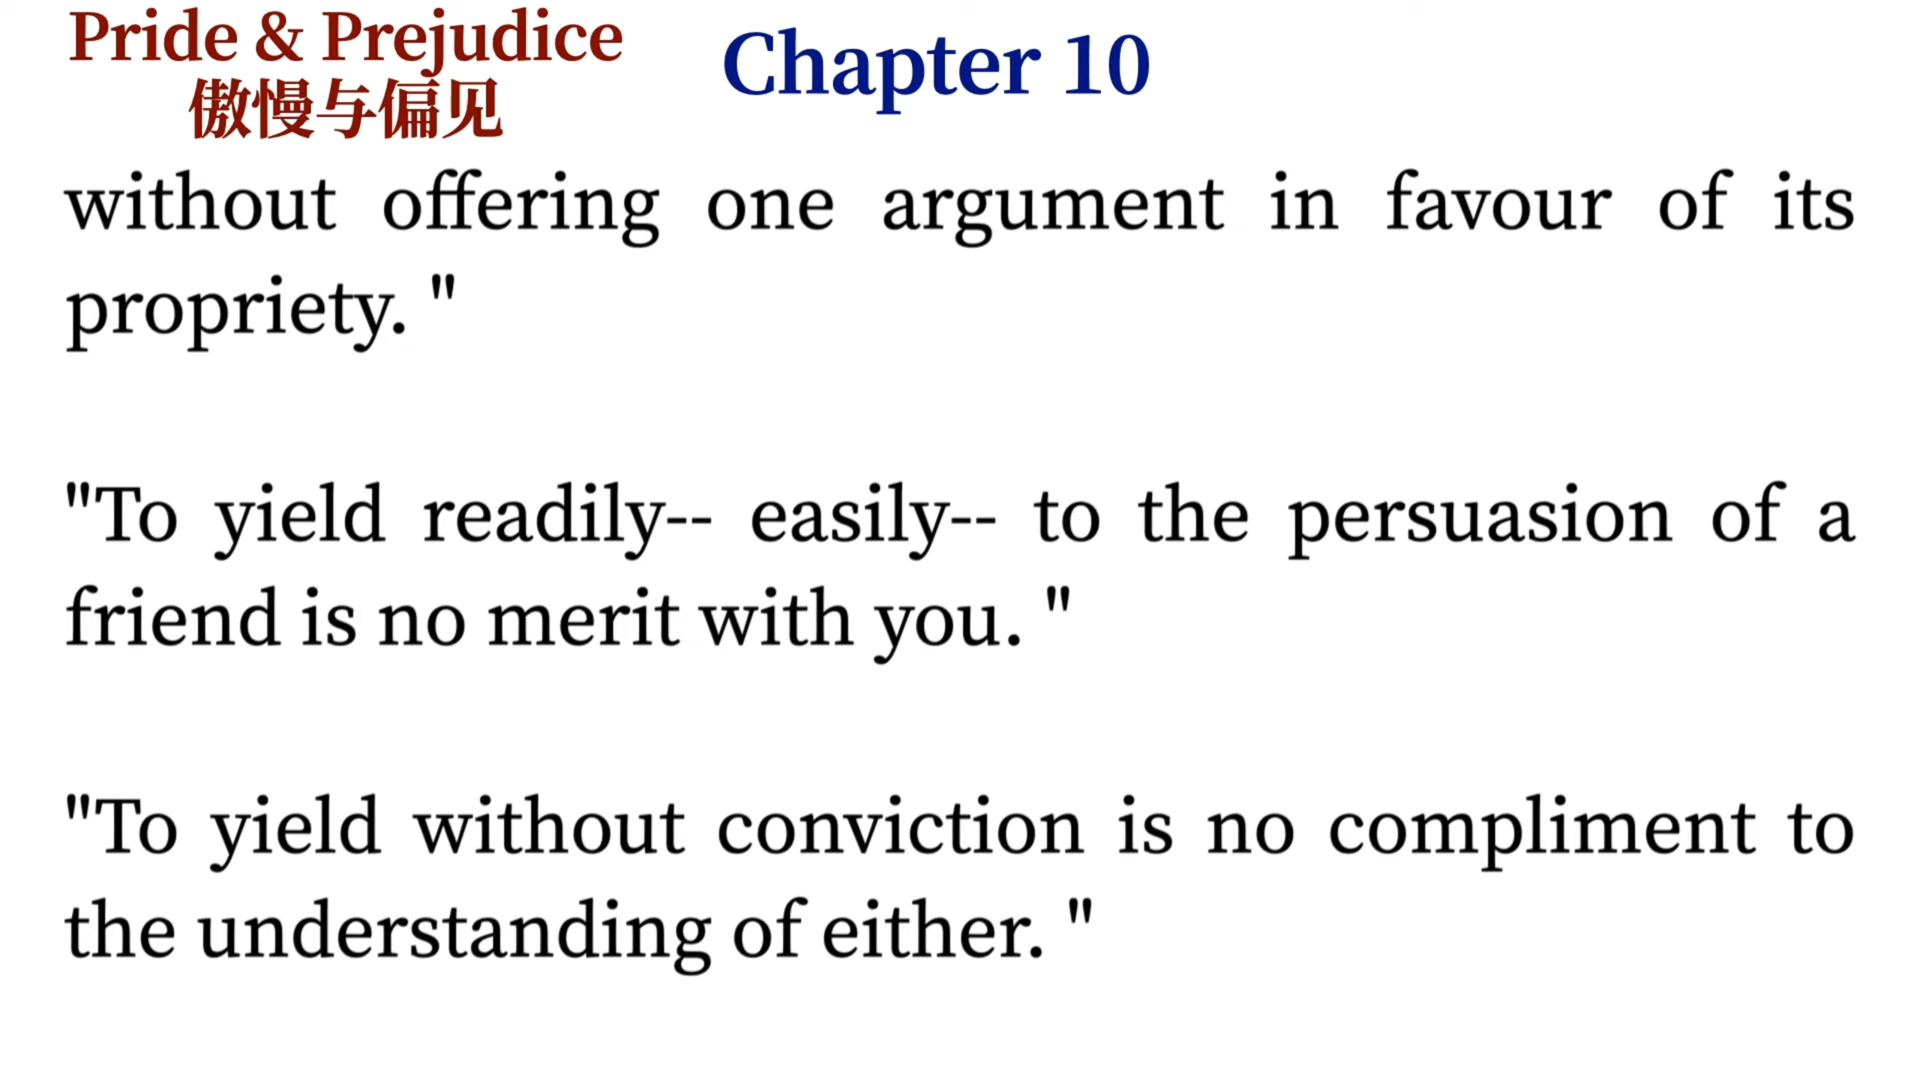 Pride & Prejudice
傲慢与偏见
Chapter 10
without offering one argument in favour of its
propriety. "
"To yield readily-- easily-- to the persuasion of a
friend is no merit with you. "
"To yield without conviction is no compliment to
the understanding of either. "